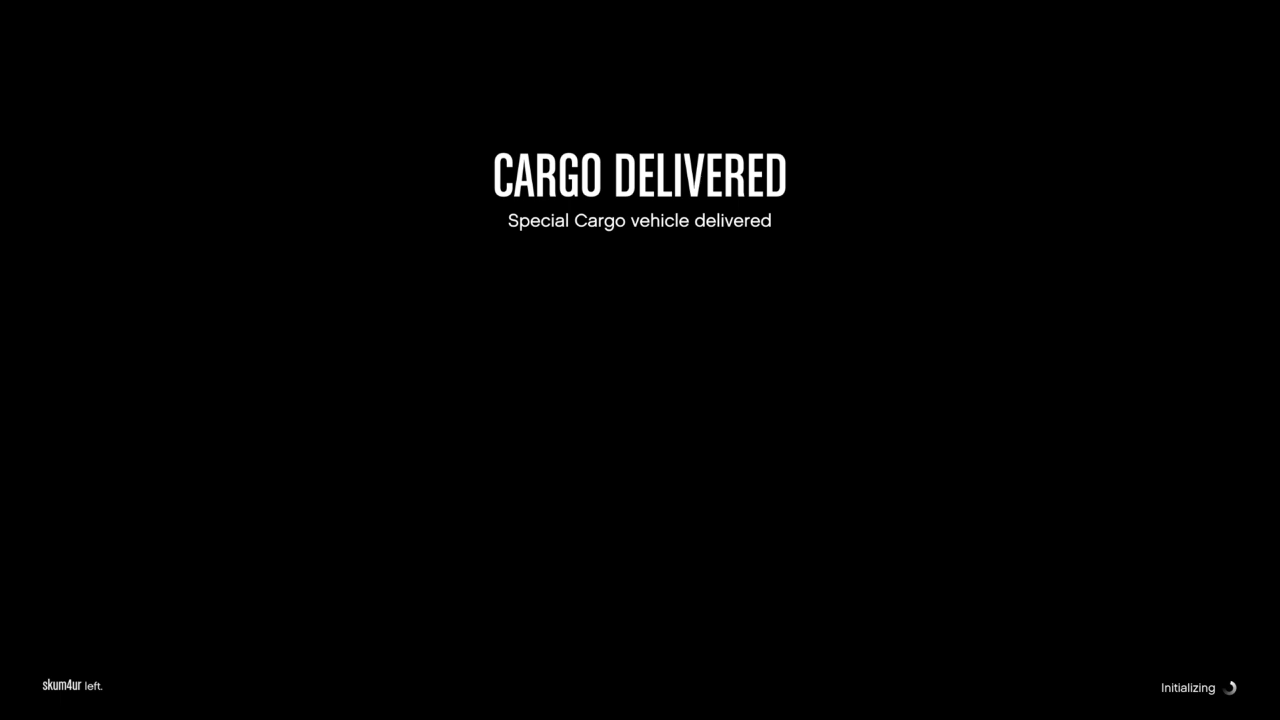 CARGO DELIVERED
Special Cargo vehicle delivered
skum4ur left.
Initializing